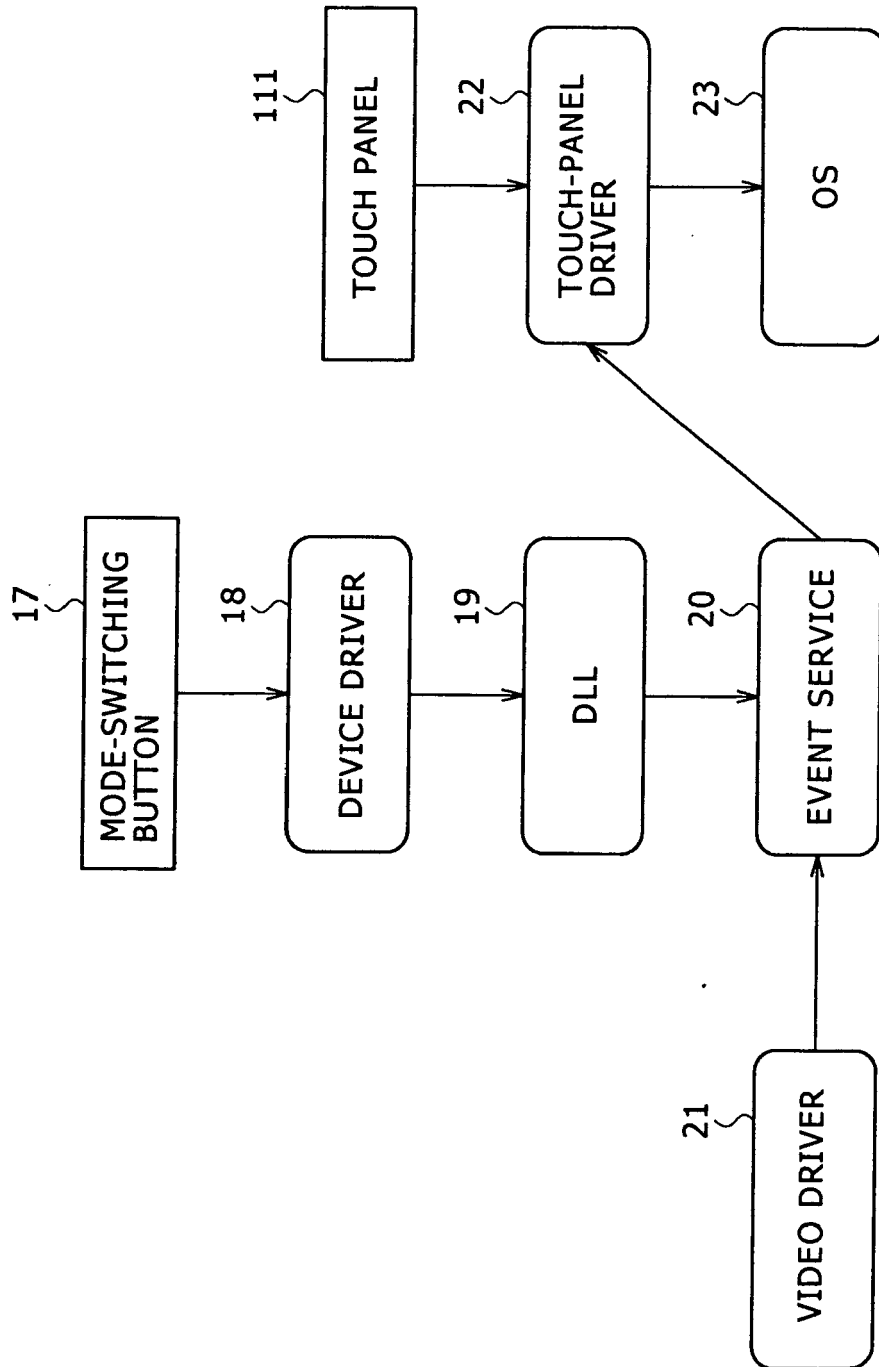 17
MODE-SWITCHING
BUTTON
18
DEVICE DRIVER
19
DLL
20
EVENT SERVICE
21
VIDEO DRIVER
111
TOUCH PANEL
22
TOUCH-PANEL
DRIVER
23
OS